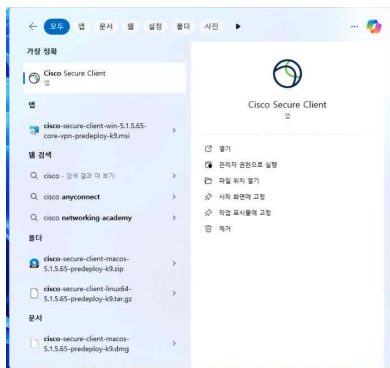 모두 앱 문서 웹 설정 폴더 사진
가장 정확
Cisco Secure Client
앱
앱
cisco-secure-client-win-5.1.5.65-
core-vpn-predeploy-k9.msi
웹 검색
cisco - 검색 결과 더 보기
cisco anyconnect
cisco networking academy
폴더
cisco-secure-client-macos-
5.1.5.65-predeploy-k9.zip
cisco-secure-client-linux64-
5.1.5.65-predeploy-k9.tar.gz
문서
cisco-secure-client-macos-
5.1.5.65-predeploy-k9.dmg
Cisco Secure Client
앱
열기
관리자 권한으로 실행
파일 위치 열기
시작 화면에 고정
작업 표시줄에 고정
제거